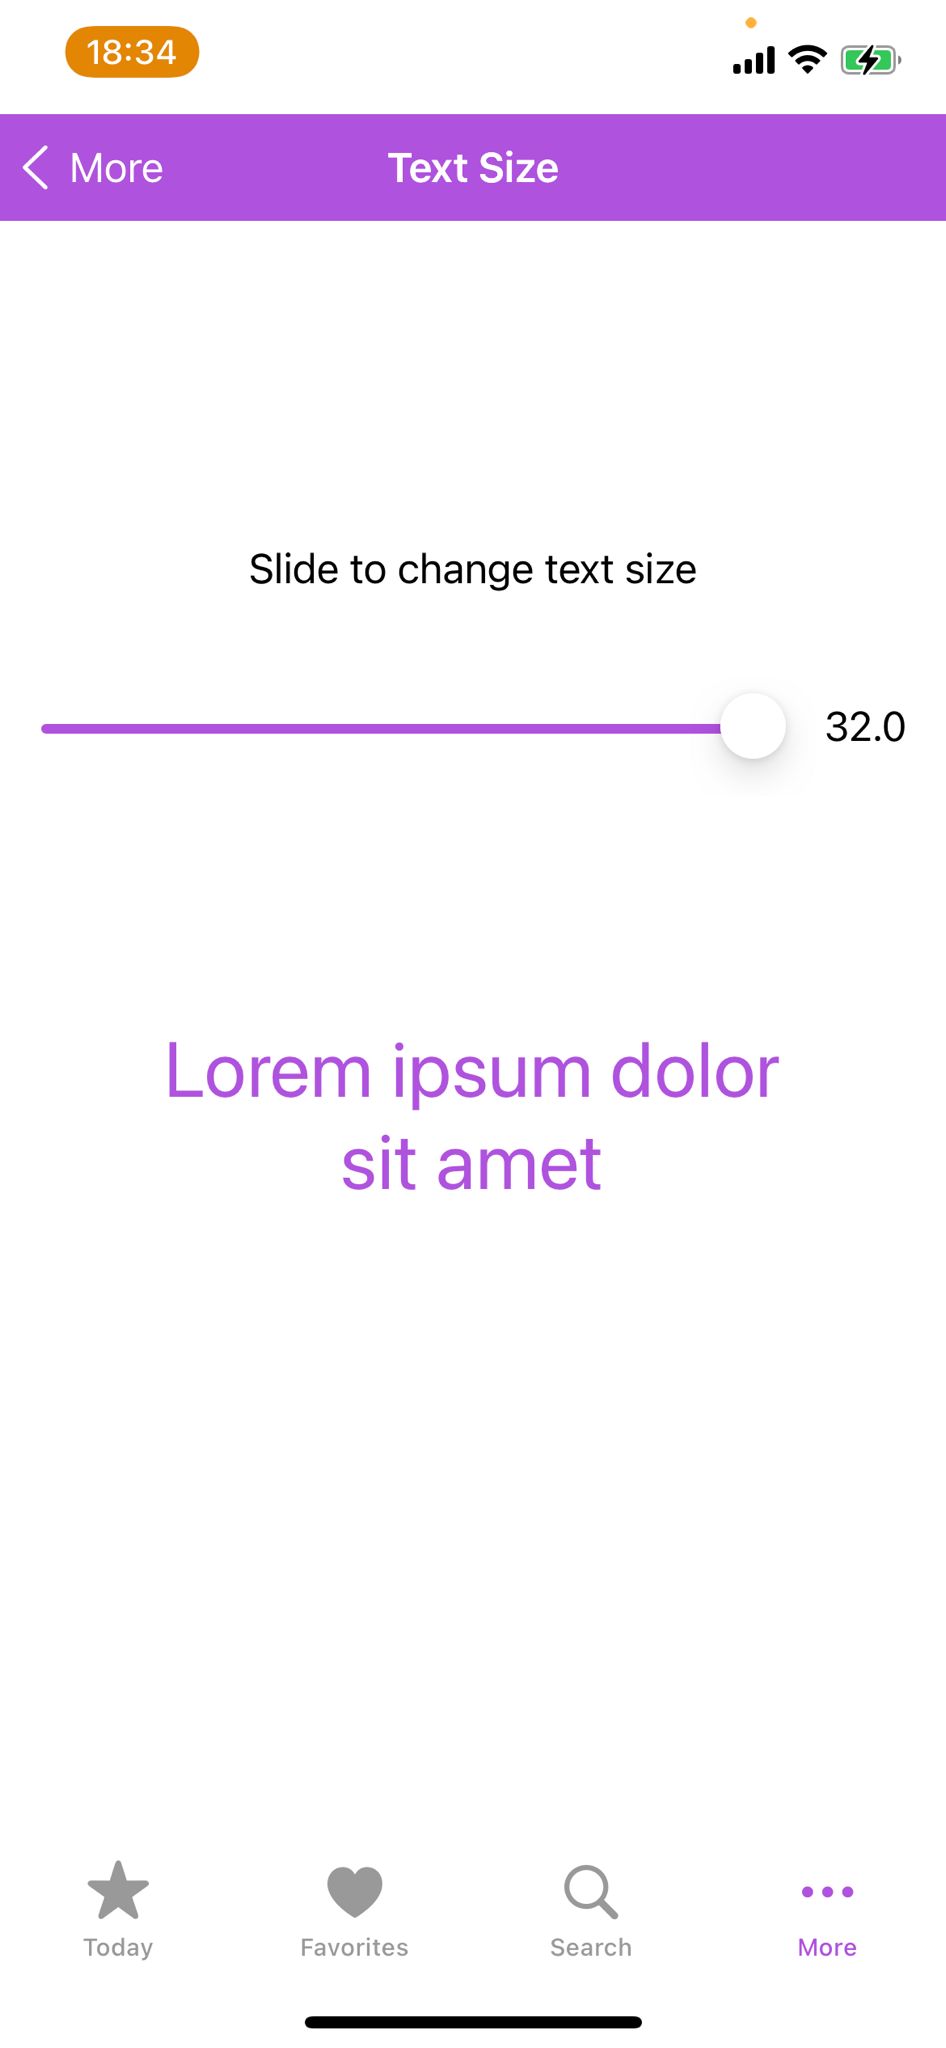 18:34
More
Text Size
Slide to change text size
32.0
Lorem ipsum dolor
sit amet
Today
Favorites
Search
More